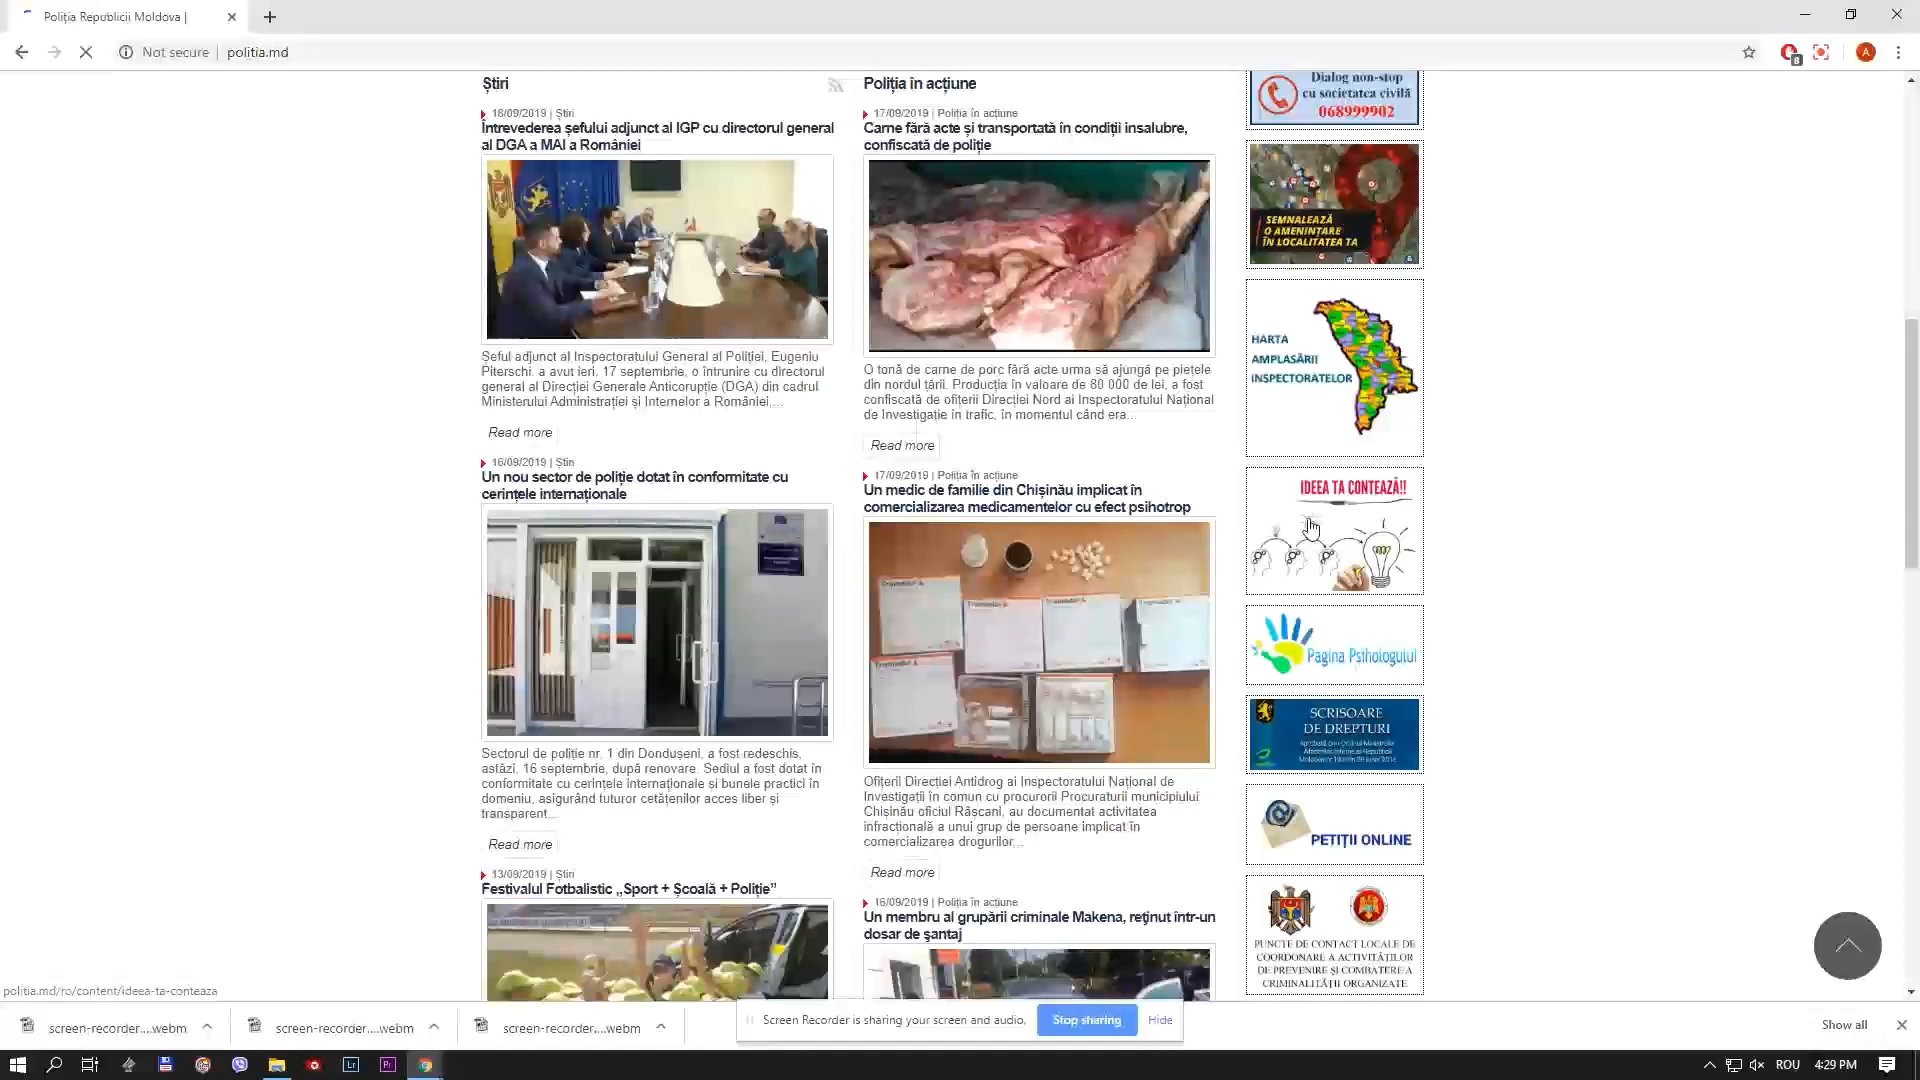 Poliția Republicii Moldova |
Not secure
politia.md
Știri
18/09/2019 | Știri
Întrevederea șefului adjunct al IGP cu directorul general
al DGA a MAI a României
Șeful adjunct al Inspectoratului General al Poliției, Eugeniu
Piterschi, a avut ieri, 17 septembrie, o întrunire cu directorul
general al Direcției Generale Anticorupție (DGA) din cadrul
Ministerului Administrației și Internelor a României,...
Read more
16/09/2019 | Știri
Un nou sector de poliție dotat în conformitate cu
cerințele internaționale
Sectorul de poliție nr. 1 din Dondușeni, a fost redeschis,
astăzi, 16 septembrie, după renovare. Sediul a fost dotat în
conformitate cu cerințele internaționale și bunele practici în
domeniu, asigurând tuturor cetățenilor acces liber și
transparent...
Read more
13/09/2019 | Știri
Festivalul Fotbalistic „Sport + Școală + Poliție”
Poliția în acțiune
17/09/2019 | Poliția în acțiune
Carne fără acte și transportată în condiții insalubre,
confiscată de poliție
O tonă de carne de porc fără acte urma să ajungă pe piețele
din nordul țării. Producția în valoare de 80 000 de lei, a fost
confiscată de ofițerii Direcției Nord ai Inspectoratului Național
de Investigație în trafic, în momentul când era...
Read more
17/09/2019 | Poliția în acțiune
Un medic de familie din Chișinău implicat în
comercializarea medicamentelor cu efect psihotrop
Ofițerii Direcției Antidrog ai Inspectoratului Național de
Investigații în comun cu procurorii Procuraturii municipiului
Chișinău oficiul Râșcani, au documentat activitatea
infracțională a unui grup de persoane implicat în
comercializarea drogurilor...
Read more
16/09/2019 | Poliția în acțiune
Un membru al grupării criminale Makena, reţinut într-un
dosar de şantaj
Dialog non-stop
cu societatea civilă
068999902
SEMNALEAZĂ
O AMENINȚARE
ÎN LOCALITATEA TA
HARTA
AMPLASĂRII
INSPECTORATELOR
IDEEA TA CONTEAZĂ!!
Pagina Psihologului
SCRISOARE
DE DREPTURI
PETIȚII ONLINE
PUNCTE DE CONTACT LOCALE DE
COORDONARE A ACTIVITĂȚILOR
DE PREVENIRE ȘI COMBATERE A
CRIMINALITĂȚII ORGANIZATE
politia.md/ro/content/ideea-ta-conteaza
screen-recorder....webm
screen-recorder....webm
screen-recorder....webm
Screen Recorder is sharing your screen and audio.
Stop sharing
Hide
Show all
Lr
Pr
ROU
4:29 PM